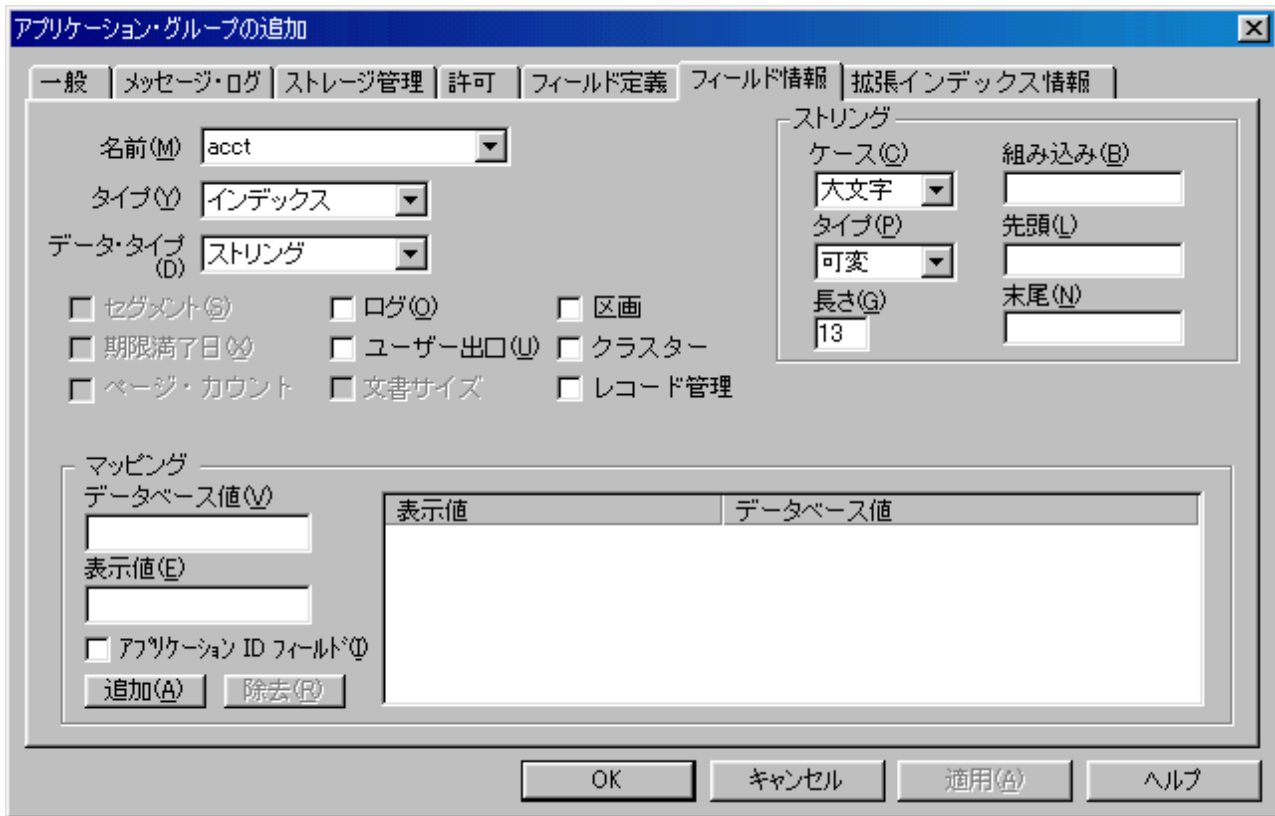 アプリケーション・グループの追加
一般
メッセージ・ログ
ストレージ管理
許可
フィールド定義
フィールド情報
拡張インデックス情報
名前(M)
acct
タイプ(Y)
インデックス
データ・タイプ
(D)
ストリング
セグメント(S)
ログ(O)
区画
期限満了日(X)
ユーザー出口(U)
クラスター
ページ・カウント
文書サイズ
レコード管理
ストリング
ケース(C)
組み込み(B)
大文字
タイプ(P)
先頭(L)
可変
長さ(G)
末尾(N)
13
マッピング
データベース値(V)
表示値(E)
アプリケーション ID フィールド(I)
追加(A)
除去(R)
表示値
データベース値
OK
キャンセル
適用(A)
ヘルプ